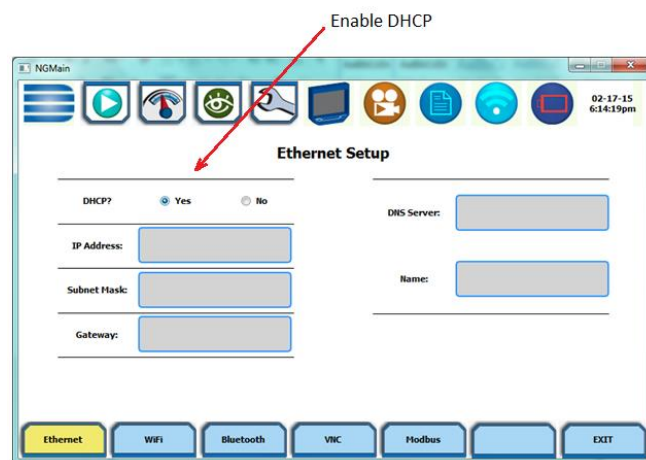 Enable DHCP
NGMain
02-17-15
6:14:19pm
Ethernet Setup
DHCP?
Yes
No
IP Address:
Subnet Mask:
Gateway:
DNS Server:
Name:
Ethernet
WiFi
Bluetooth
VNC
Modbus
EXIT